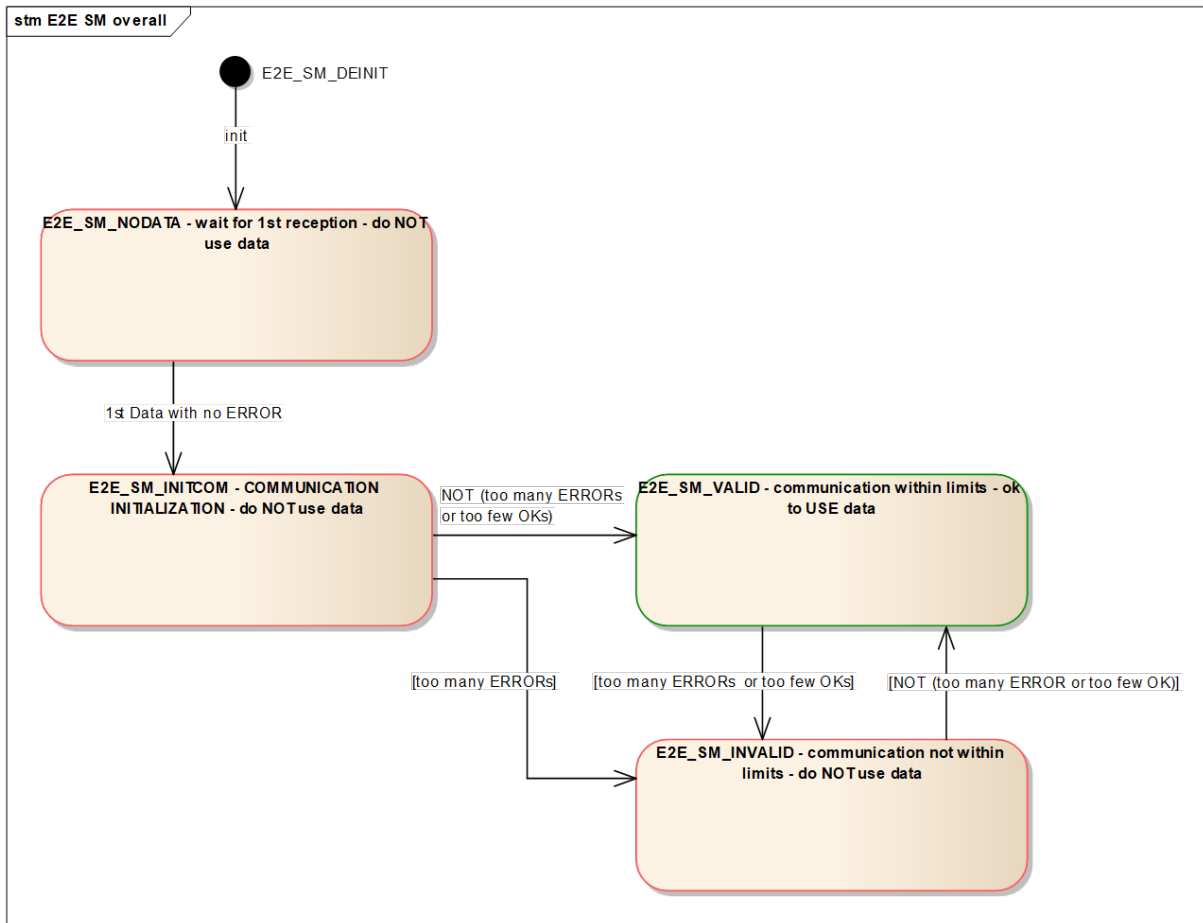 stm E2E SM overall
E2E_SM_DEINIT
init
E2E_SM_NODATA - wait for 1st reception - do NOT
use data
1st Data with no ERROR
E2E_SM_INITCOM - COMMUNICATION
INITIALIZATION - do NOT use data
NOT (too many ERRORs
or too few OKs)
E2E_SM_VALID - communication within limits - ok
to USE data
[too many ERRORs]
[too many ERRORs or too few OKs]
[NOT (too many ERROR or too few OK)]
E2E_SM_INVALID - communication not within
limits - do NOT use data